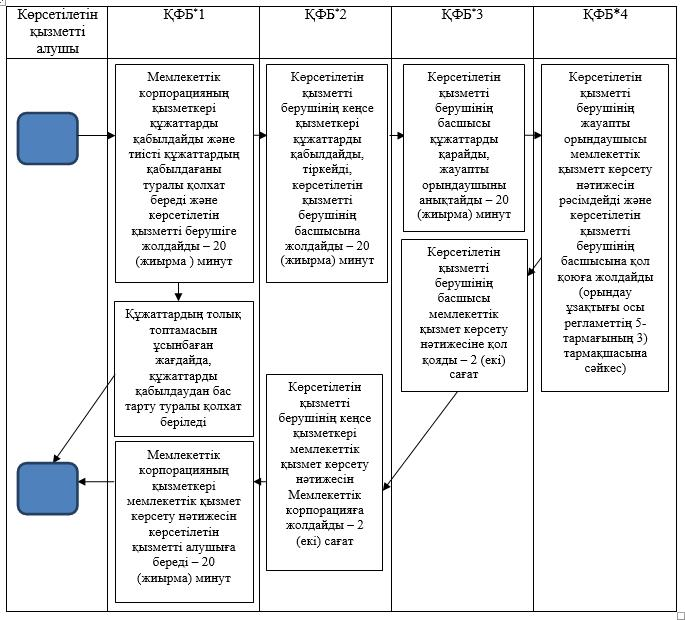 Көрсетілетін
қызметті
алушы
ҚФБ*1
ҚФБ*2
ҚФБ*3
ҚФБ*4
Мемлекеттік
корпорацияның
қызметкері
құжаттарды
қабылдайды және
тиісті құжаттардың
қабылдағаны
туралы қолхат
береді және
көрсетілетін
қызметті берушіге
жолдайды – 20
(жиырма ) минут
Көрсетілетін
қызметті
берушінің кеңсе
қызметкері
құжаттарды
қабылдайды,
тіркейді,
көрсетілетін
қызметті
берушінің
басшысына
жолдайды – 20
(жиырма) минут
Көрсетілетін
қызметті
берушінің
басшысы
құжаттарды
қарайды,
жауапты
орындаушыны
анықтайды – 20
(жиырма) минут
Көрсетілетін
қызметті
берушінің
жауапты
орындаушысы
мемлекеттік
қызметт көрсету
нәтижесін
рәсімдейді және
көрсетілетін
қызметті
берушінің
басшысына қол
қоюға жолдайды
(орындау
ұзақтығы осы
регламеттің 5-
тармағының 3)
тармақшасына
сәйкес)
Көрсетілетін
қызметті
берушінің
басшысы
мемлекеттік
қызмет көрсету
нәтижесіне қол
қояды – 2 (екі)
сағат
Құжаттардың толық
топтамасын
ұсынбаған
жағдайда,
құжаттарды
қабылдаудан бас
тарту туралы қолхат
беріледі
Көрсетілетін
қызметті
берушінің кеңсе
қызметкері
мемлекеттік
қызмет көрсету
нәтижесін
Мемлекеттік
корпорацияға
жолдайды – 2
(екі) сағат
Мемлекеттік
корпорацияның
қызметкері
мемлекеттік қызмет
көрсету нәтижесін
көрсетілетін
қызметті алушыға
береді – 20
(жиырма) минут